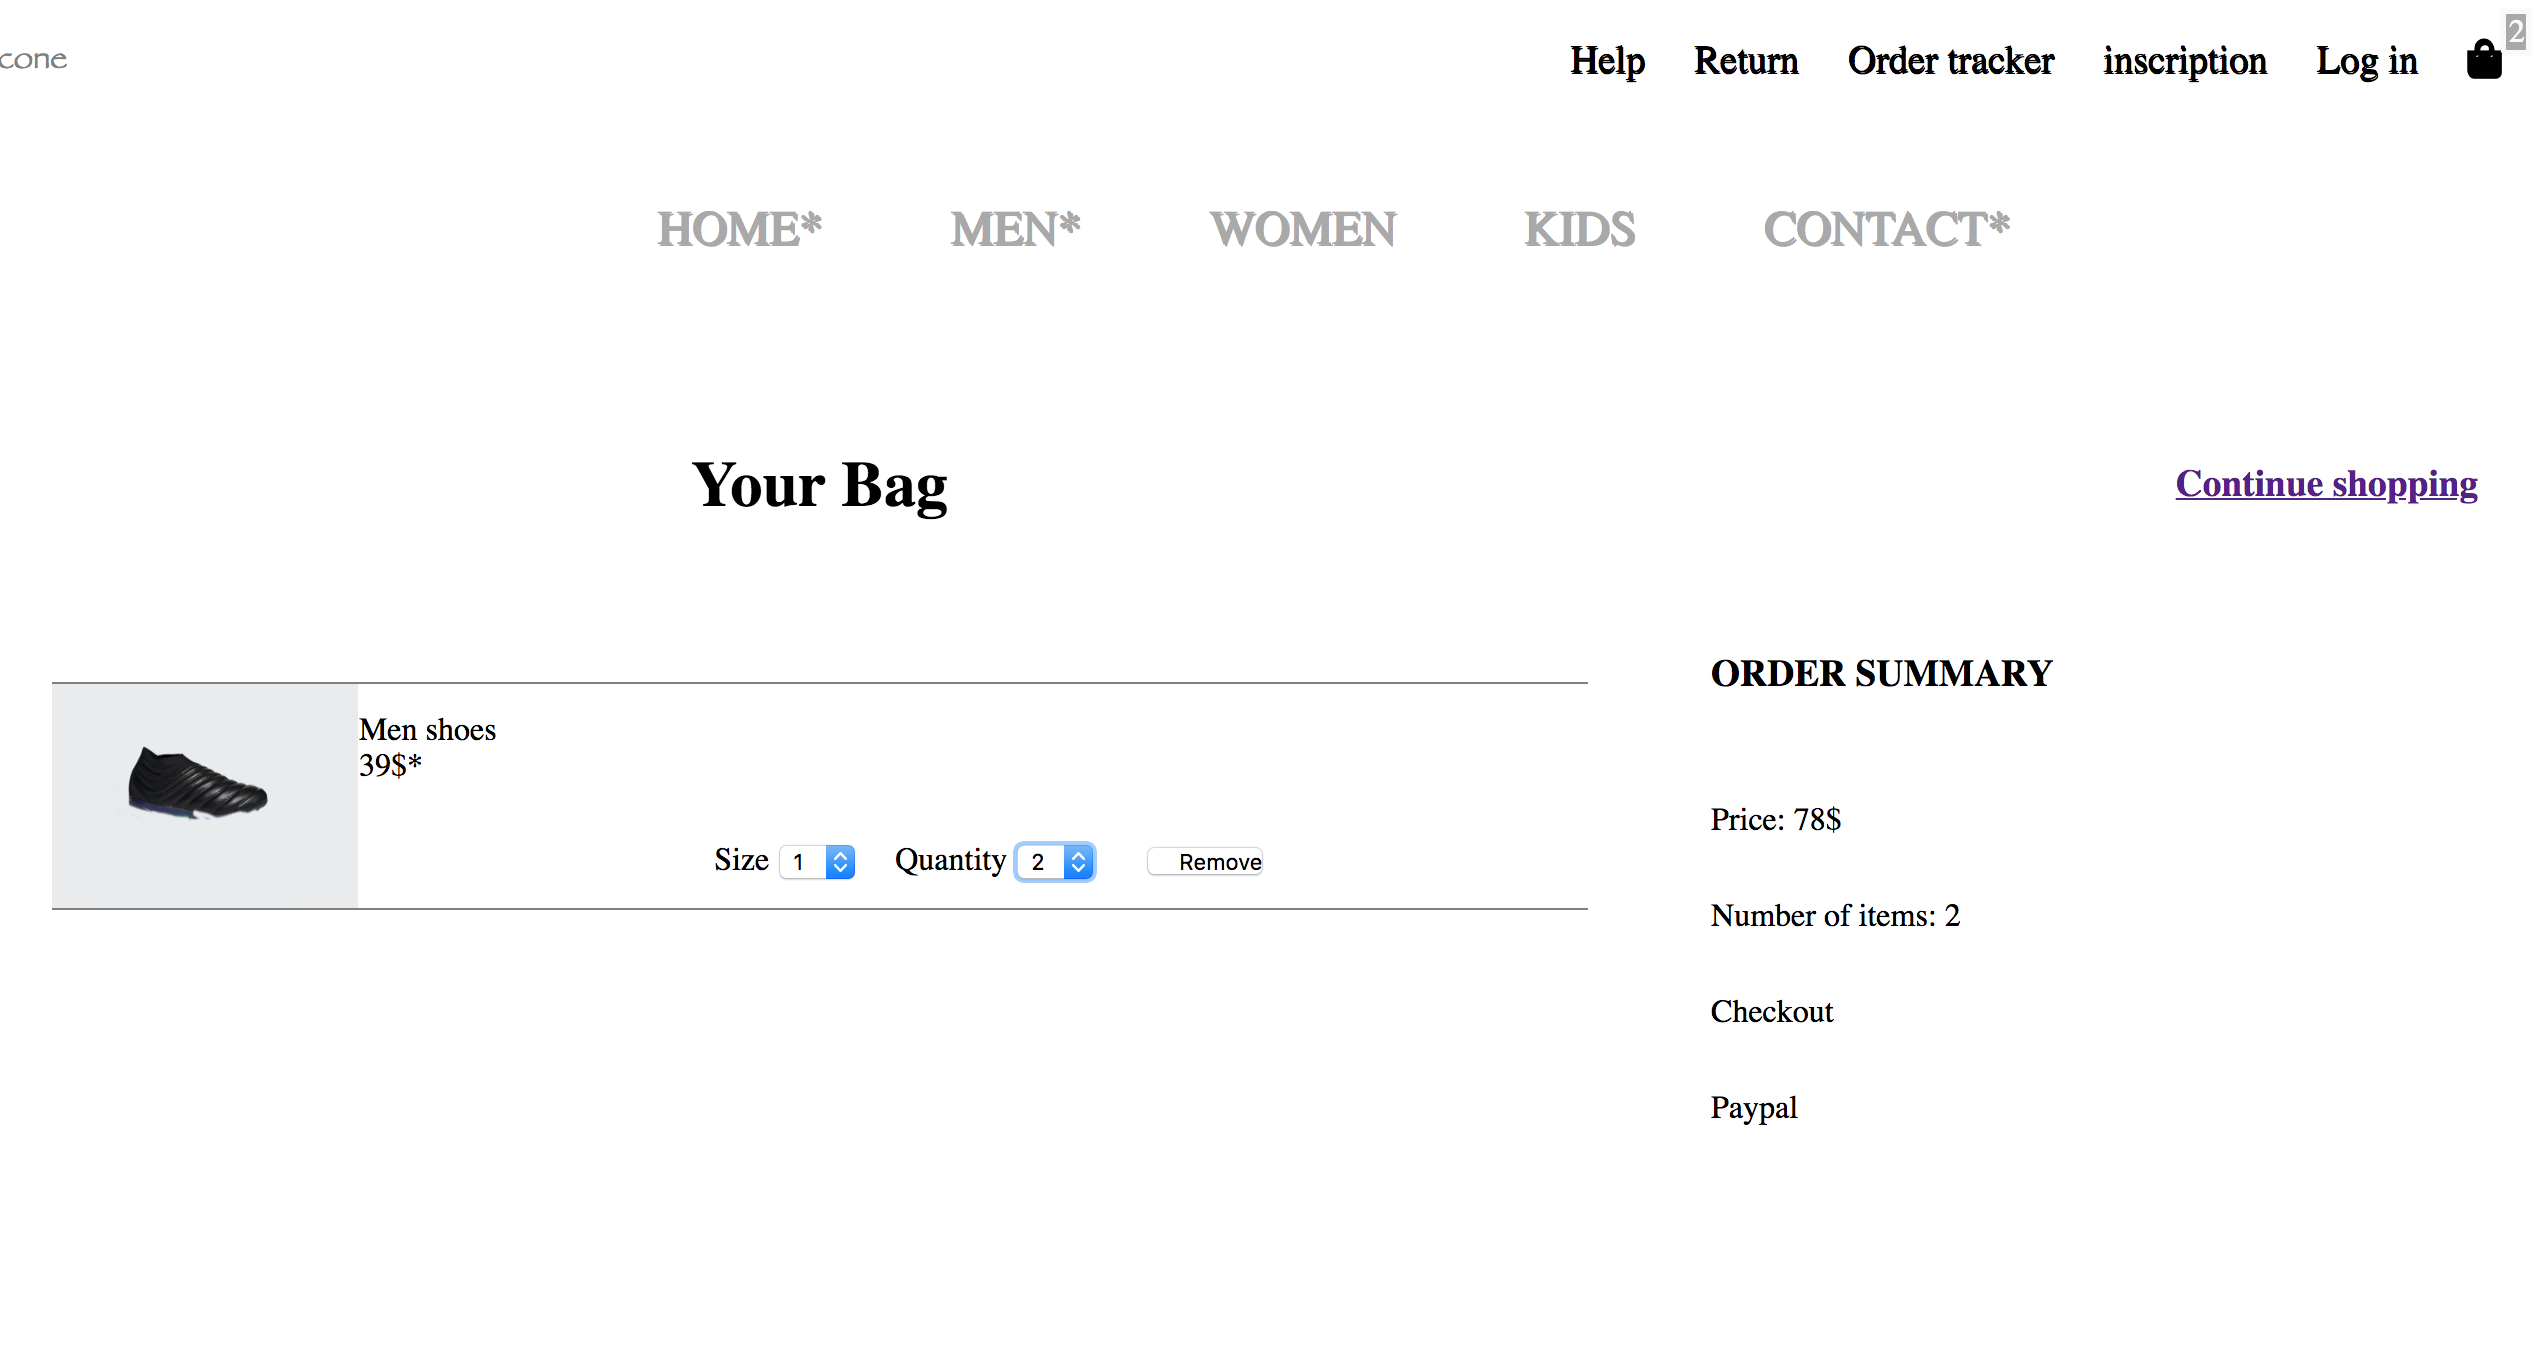 cone
Help Return Order tracker inscription Log in 2
HOME* MEN* WOMEN KIDS CONTACT*
Your Bag
Continue shopping
Men shoes
39$*
Size 1 Quantity 2 Remove
ORDER SUMMARY
Price: 78$
Number of items: 2
Checkout
Paypal